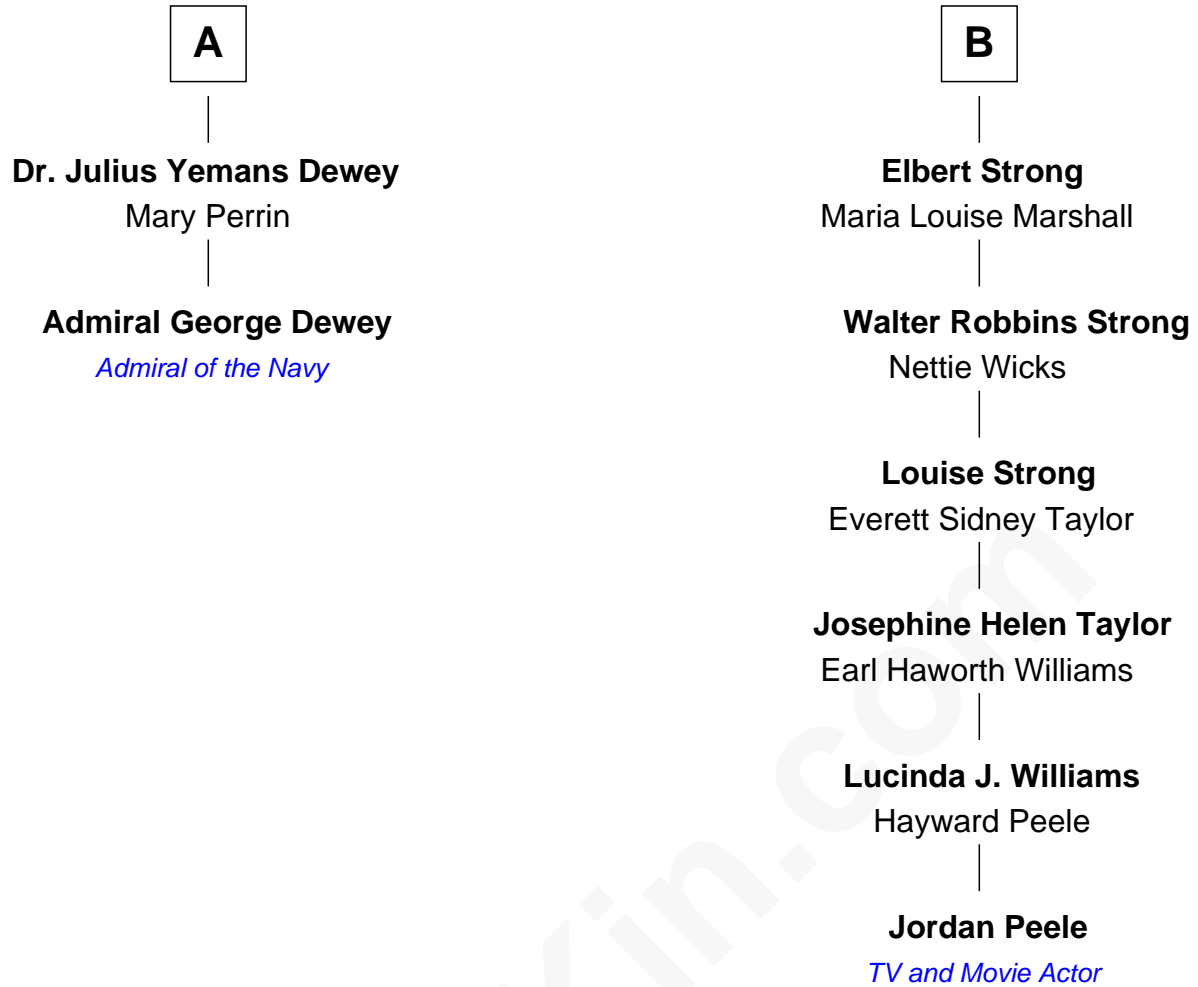 A
Dr. Julius Yemans Dewey
Mary Perrin
Admiral George Dewey
Admiral of the Navy
B
Elbert Strong
Maria Louise Marshall
Walter Robbins Strong
Nettie Wicks
Louise Strong
Everett Sidney Taylor
Josephine Helen Taylor
Earl Haworth Williams
Lucinda J. Williams
Hayward Peele
Jordan Peele
TV and Movie Actor
Kin.com